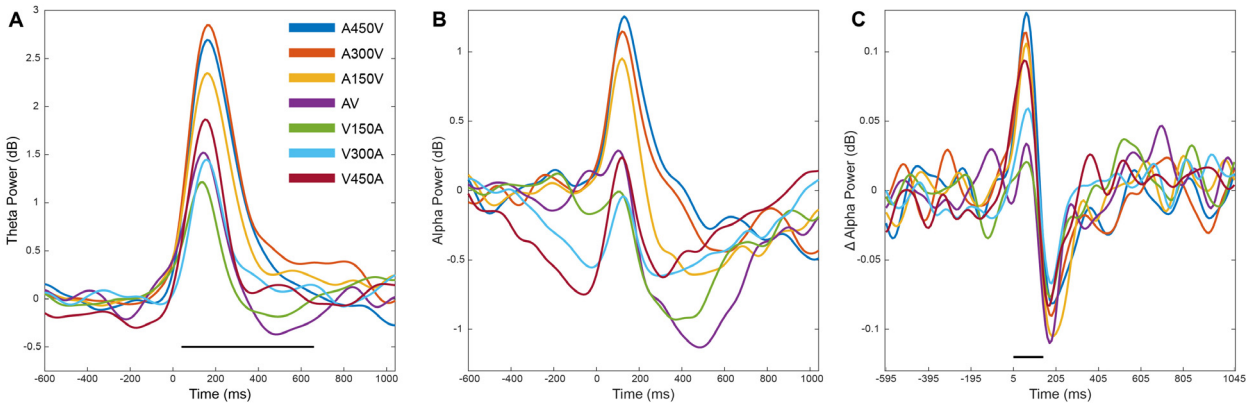 A
Theta Power (dB)
3
2.5
2
1.5
1
0.5
0
-0.5
-600 -400 -200 0 200 400 600 800 1000
Time (ms)
A450V
A300V
A150V
AV
V150A
V300A
V450A
B
Alpha Power (dB)
1
0.5
0
-0.5
-1
-600 -400 -200 0 200 400 600 800 1000
Time (ms)
C
Δ Alpha Power (dB)
0.1
0.05
0
-0.05
-0.1
-595 -395 -195 5 205 405 605 805 1045
Time (ms)